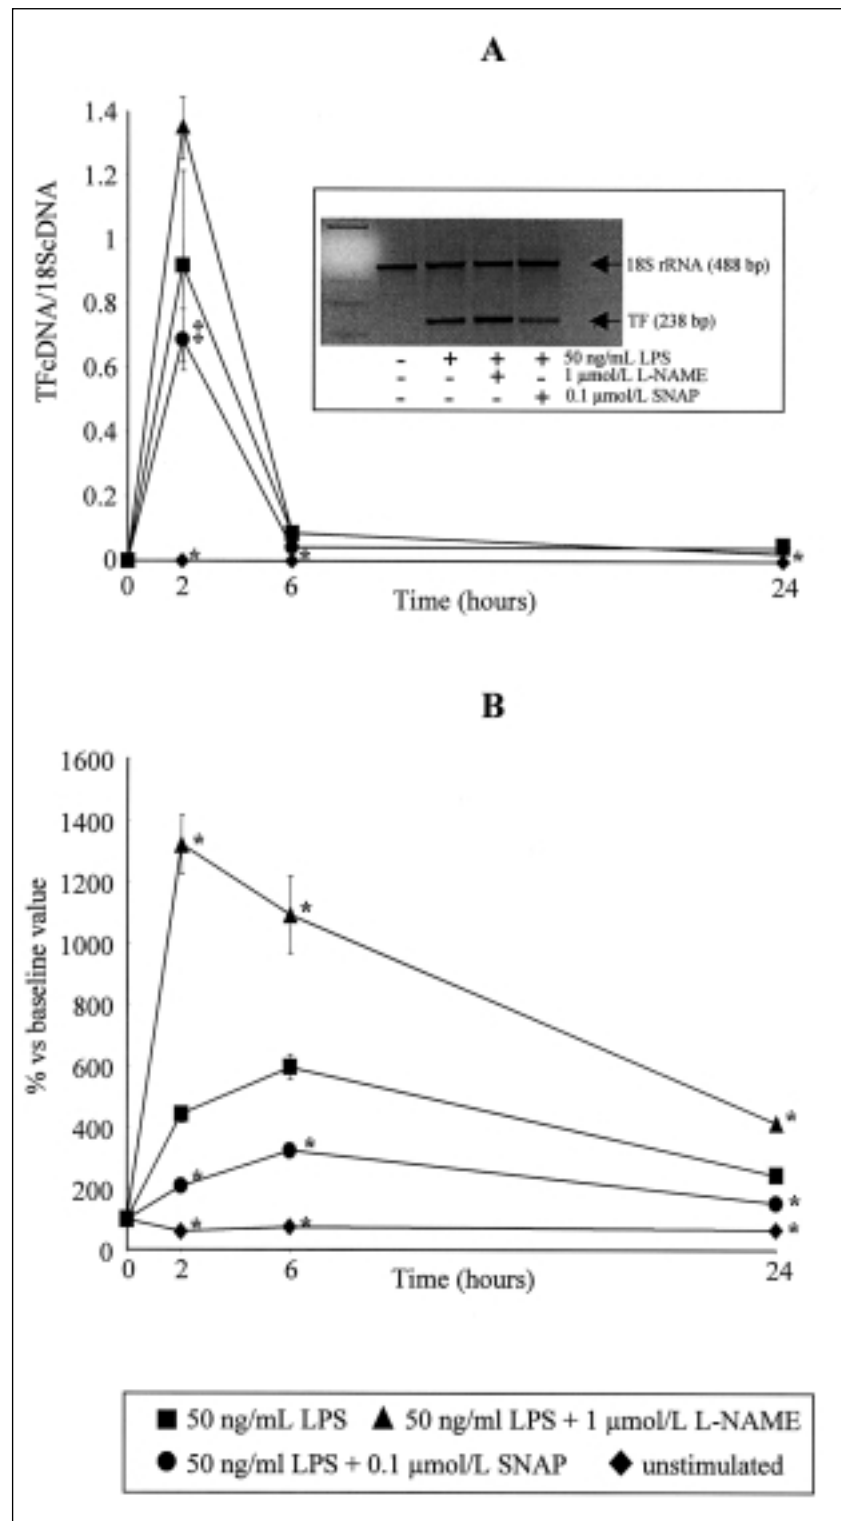 A
TFcDNA/18ScDNA
1.4
1.2
1
0.8
0.6
0.4
0.2
0
‡
*
*
*
0 2 6 24
Time (hours)
18S rRNA (488 bp)
TF (238 bp)
- + + + 50 ng/mL LPS
- - + - 1 µmol/L L-NAME
- - - + 0.1 µmol/L SNAP
B
% vs baseline value
1600
1400
1200
1000
800
600
400
200
0
*
*
*
*
*
*
*
*
*
0 2 6 24
Time (hours)
50 ng/mL LPS 50 ng/ml LPS + 1 µmol/L L-NAME
50 ng/ml LPS + 0.1 µmol/L SNAP unstimulated